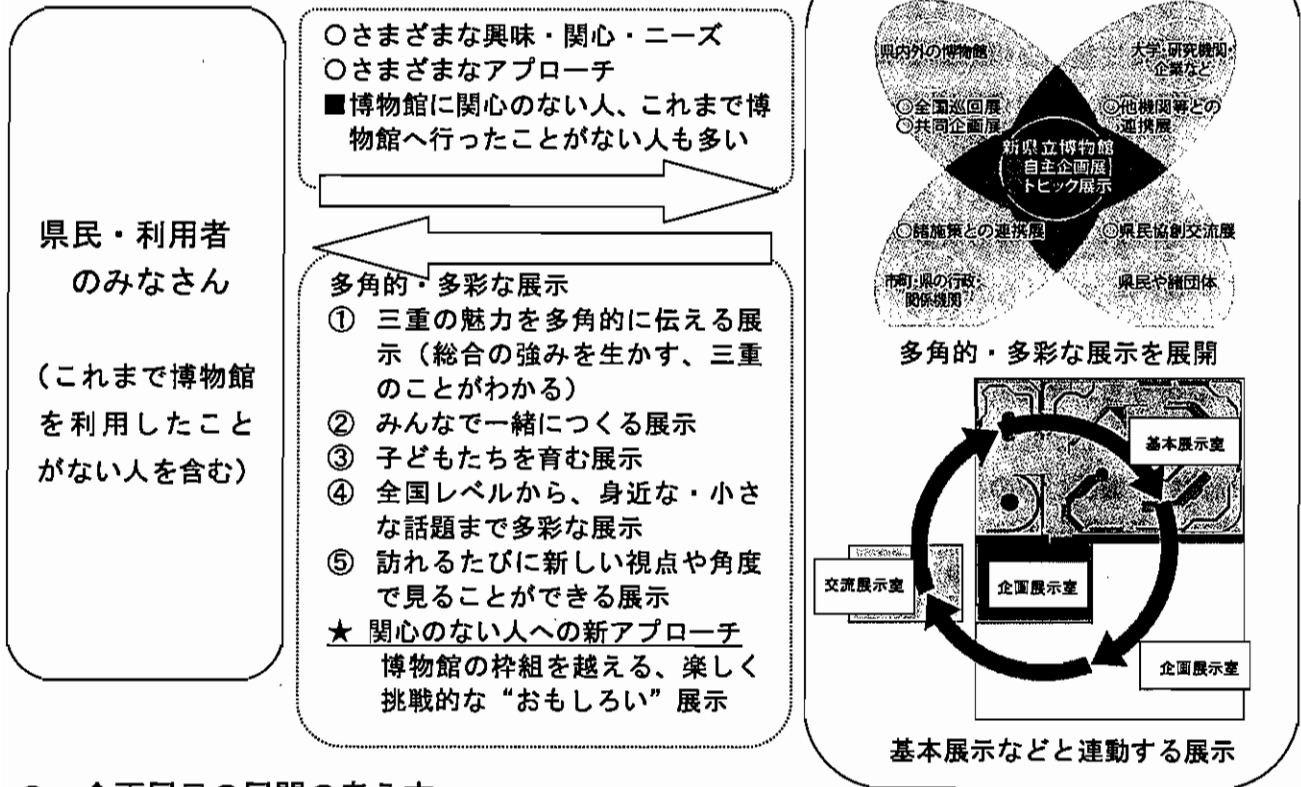 県民・利用者
のみなさん
（これまで博物館
を利用したこと
がない人を含む）
○さまざまな興味・関心・ニーズ
○さまざまなアプローチ
■博物館に関心のない人、これまで博
物館へ行ったことがない人も多い
多角的・多彩な展示
① 三重の魅力を多角的に伝える展
示（総合の強みを生かす、三重
のことがわかる）
② みんなで一緒につくる展示
③ 子どもたちを育む展示
④ 全国レベルから、身近な・小さ
な話題まで多彩な展示
⑤ 訪れるたびに新しい視点や角度
で見ることができる展示
★ 関心のない人への新アプローチ
博物館の枠組を越える、楽しく
挑戦的な“おもしろい”展示
県内外の博物館
○全国巡回展
○共同企画展
大学・研究機関・
企業など
○他機関等との
連携展
新県立博物館
自主企画展
トピック展示
○諸施策との連携展
市町・県の行政・
関係機関
○県民協創交流展
県民や諸団体
多角的・多彩な展示を展開
基本展示室
交流展示室
企画展示室
企画展示室
基本展示などと連動する展示